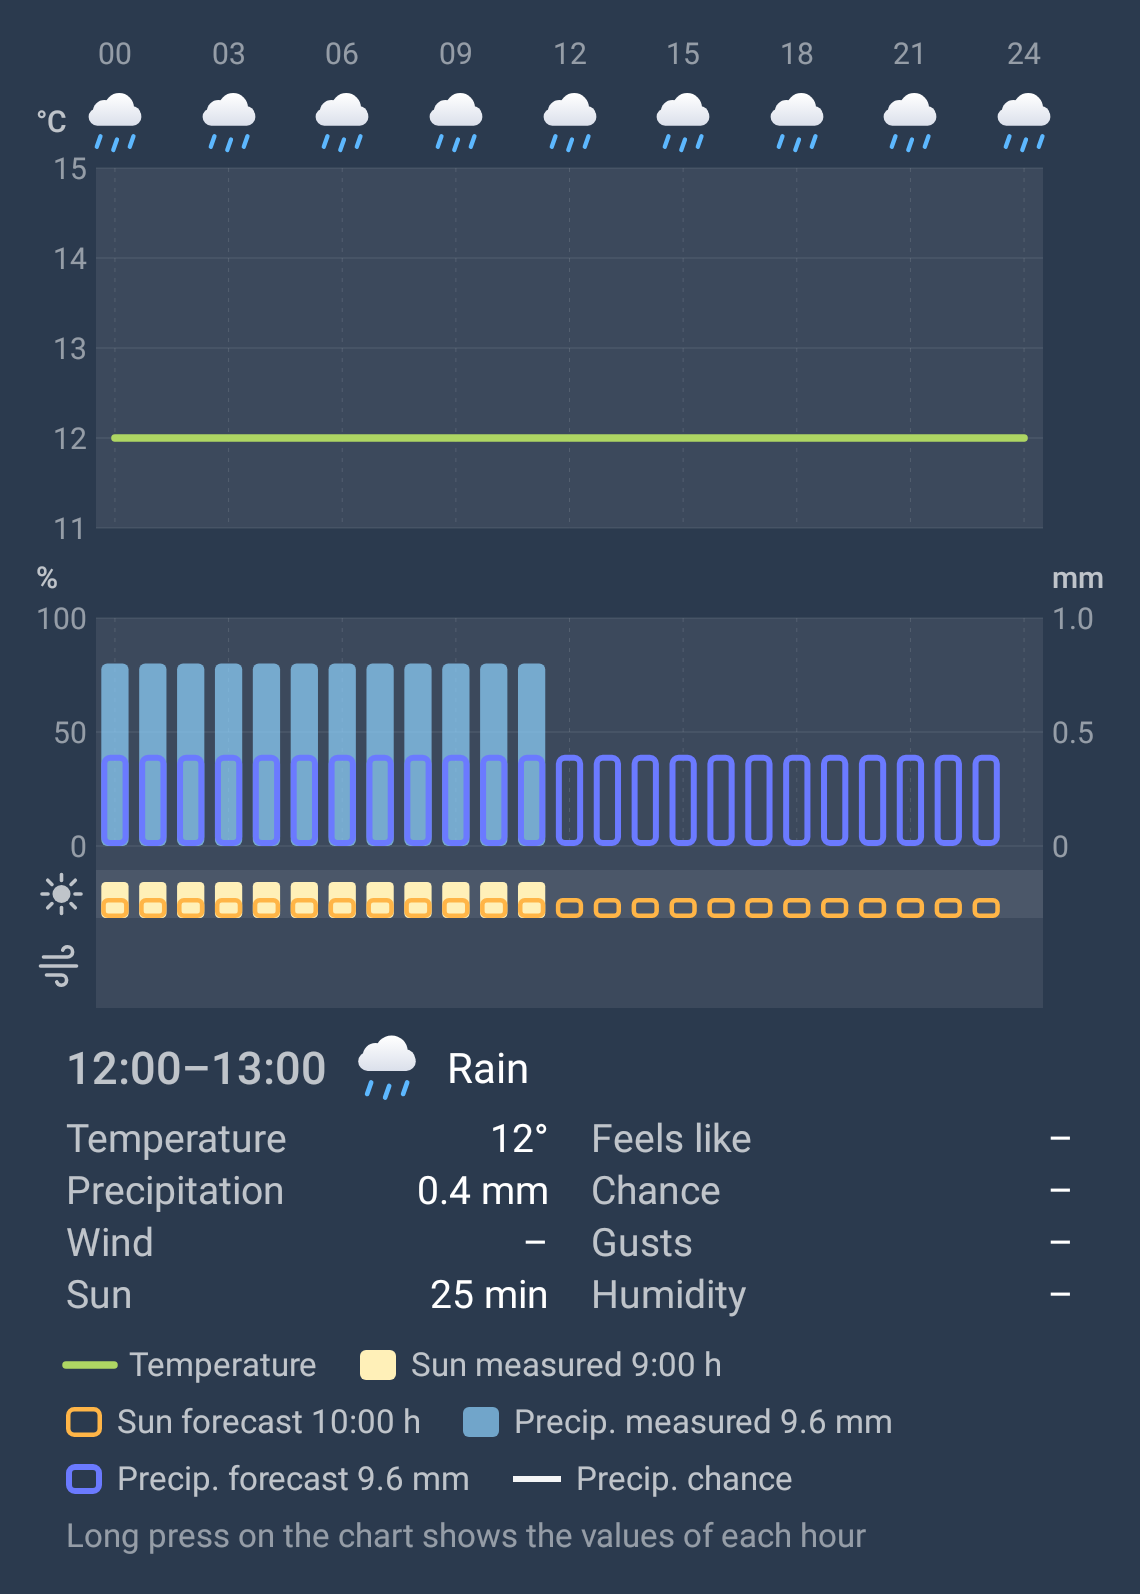 00 03 06 09 12 15 18 21 24
°C
15
14
13
12
11
% mm
100 1.0
50 0.5
0 0
12:00–13:00 Rain
Temperature 12° Feels like –
Precipitation 0.4 mm Chance –
Wind – Gusts –
Sun 25 min Humidity –
Temperature Sun measured 9:00 h
Sun forecast 10:00 h Precip. measured 9.6 mm
Precip. forecast 9.6 mm Precip. chance
Long press on the chart shows the values of each hour